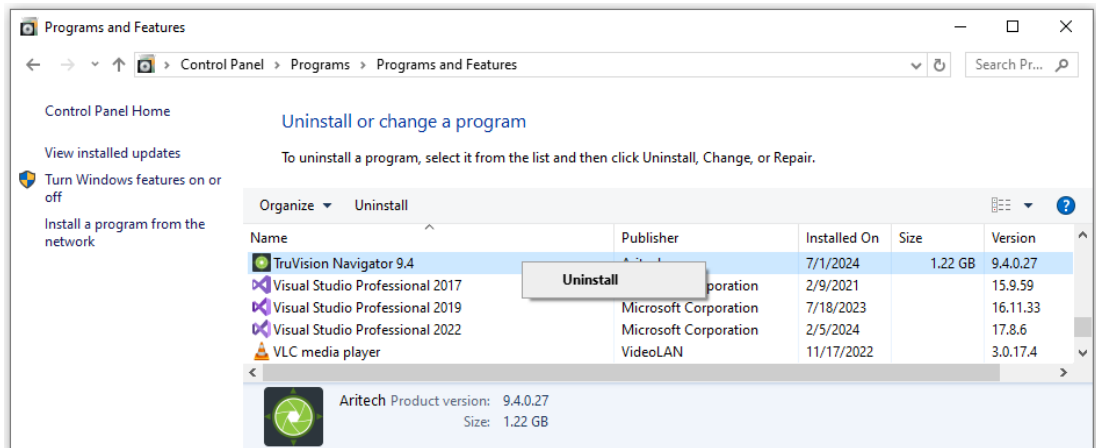 Programs and Features
Control Panel > Programs > Programs and Features
Search Pr...
Control Panel Home
View installed updates
Turn Windows features on or
off
Install a program from the
network
Uninstall or change a program
To uninstall a program, select it from the list and then click Uninstall, Change, or Repair.
Organize Uninstall
Name Publisher Installed On Size Version
TruVision Navigator 9.4 7/1/2024 1.22 GB 9.4.0.27
Uninstall
Visual Studio Professional 2017 poration 2/9/2021 15.9.59
Visual Studio Professional 2019 Microsoft Corporation 7/18/2023 16.11.33
Visual Studio Professional 2022 Microsoft Corporation 2/5/2024 17.8.6
VLC media player VideoLAN 11/17/2022 3.0.17.4
Aritech Product version: 9.4.0.27
Size: 1.22 GB